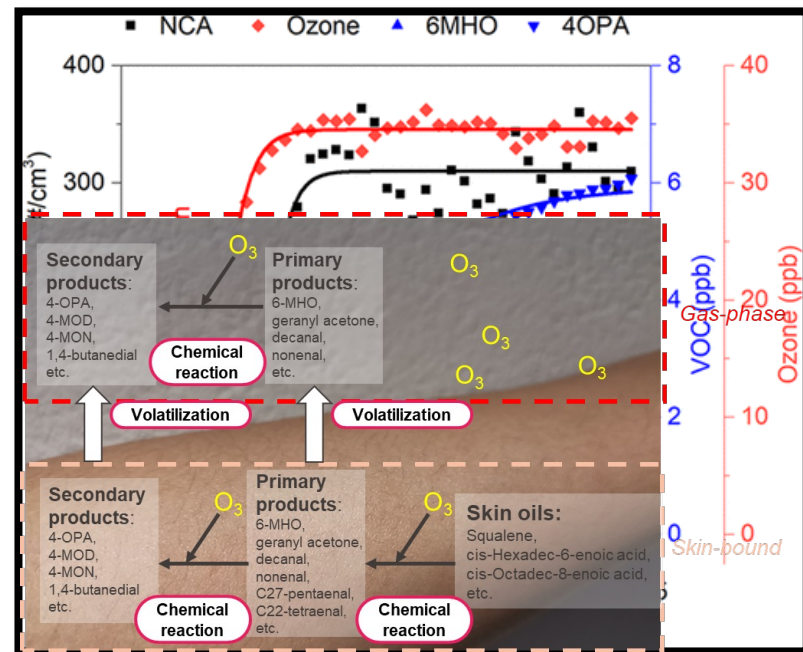 NCA Ozone 6MHO 4OPA
400
300
#/cm³)
8
6
4
2
0
VOC (ppb)
40
30
20
10
0
Ozone (ppb)
Gas-phase
O₃
O₃
O₃
O₃
O₃
Secondary
products:
4-OPA,
4-MOD,
4-MON,
1,4-butanedial
etc.
Primary
products:
6-MHO,
geranyl acetone,
decanal,
nonenal,
etc.
Chemical
reaction
Volatilization
Volatilization
Secondary
products:
4-OPA,
4-MOD,
4-MON,
1,4-butanedial
etc.
O₃
Primary
products:
6-MHO,
geranyl acetone,
decanal,
nonenal,
C27-pentaenal,
C22-tetraenal,
etc.
O₃
Skin oils:
Squalene,
cis-Hexadec-6-enoic acid,
cis-Octadec-8-enoic acid,
etc.
Skin-bound
Chemical
reaction
Chemical
reaction